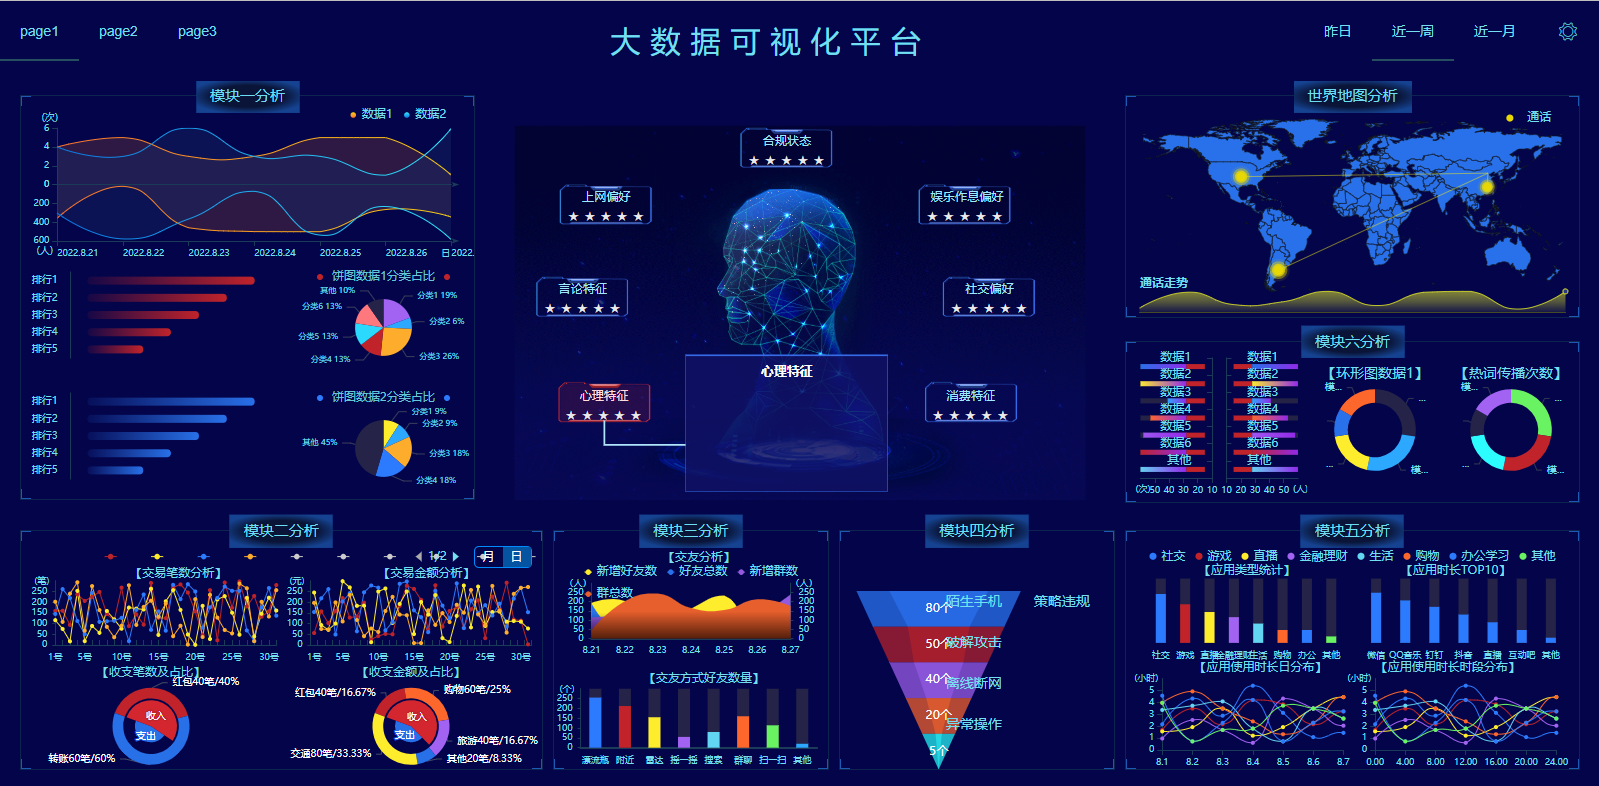 page1 page2 page3
大数据可视化平台
昨日 近一周 近一月
模块一分析
(次)
数据1 数据2
6
4
2
0
200
400
600
(人)
2022.8.21 2022.8.22 2022.8.23 2022.8.24 2022.8.25 2022.8.26 日2022.
排行1
排行2
排行3
排行4
排行5
饼图数据1分类占比
其他 10%
分类1 19%
分类6 13%
分类2 6%
分类5 13%
分类3 26%
分类4 13%
排行1
排行2
排行3
排行4
排行5
饼图数据2分类占比
分类1 9%
分类2 9%
其他 45%
分类3 18%
分类4 18%
合规状态
上网偏好
娱乐作息偏好
言论特征
社交偏好
心理特征
心理特征
消费特征
世界地图分析
通话
通话走势
模块六分析
数据1
数据2
数据3
数据4
数据5
数据6
其他
(次)50 40 30 20 10
数据1
数据2
数据3
数据4
数据5
数据6
其他
10 20 30 40 50 (人)
【环形图数据1】
模...
...
...
模...
【热词传播次数】
模...
...
...
模...
模块二分析
1/2
月 日
【交易笔数分析】
(笔)
250
200
150
100
50
0
1号 5号 10号 15号 20号 25号 30号
【交易金额分析】
(元)
250
200
150
100
50
0
1号 5号 10号 15号 20号 25号 30号
【收支笔数及占比】
红包40笔/40%
收入
支出
转账60笔/60%
【收支金额及占比】
红包40笔/16.67%
购物60笔/25%
收入
支出
旅游40笔/16.67%
交通80笔/33.33%
其他20笔/8.33%
模块三分析
【交友分析】
新增好友数 好友总数 新增群数
群总数
(人)
250
200
150
100
50
0
(人)
250
200
150
100
50
0
8.21 8.22 8.23 8.24 8.25 8.26 8.27
【交友方式好友数量】
(个)
250
200
150
100
50
0
漂流瓶 附近 雷达 摇一摇 搜索 群聊 扫一扫 其他
模块四分析
80个 陌生手机 策略违规
50个 破解攻击
40个 离线断网
20个 异常操作
5个
模块五分析
社交 游戏 直播 金融理财 生活 购物 办公学习 其他
【应用类型统计】
社交 游戏 直播 金融理财 生活 购物 办公 其他
【应用时长TOP10】
微信 QQ音乐 钉钉 抖音 直播 互动吧 其他
【应用使用时长日分布】
(小时)
5
4
3
2
1
0
8.1 8.2 8.3 8.4 8.5 8.6 8.7
【应用使用时长时段分布】
(小时)
5
4
3
2
1
0
0.00 4.00 8.00 12.00 16.00 20.00 24.00